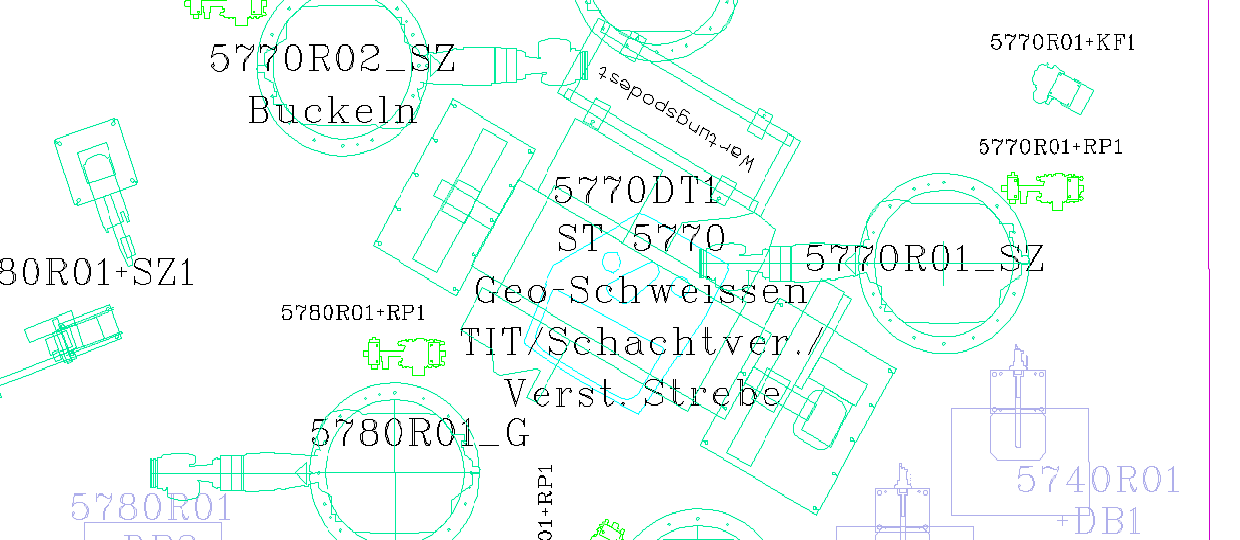 5770R02_SZ
Buckeln
5770R01+KF1
Wartungspodest
5770R01+RP1
5770DT1
ST 5770
5770R01_SZ
80R01+SZ1
Geo-Schweissen
5780R01+RP1
TIT/Schachtver./
Verst. Strebe
5780R01_G
5740R01
+DB1
01+RP1
5780R01